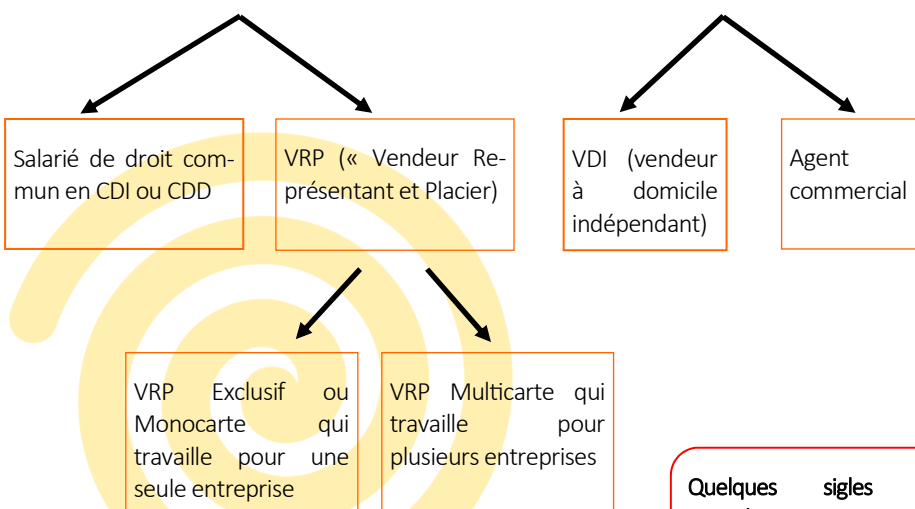 Salarié de droit com-
mun en CDI ou CDD
VRP (« Vendeur Re-
présentant et Placier)
VDI (vendeur
à domicile
indépendant)
Agent
commercial
VRP Exclusif ou
Monocarte qui
travaille pour une
seule entreprise
VRP Multicarte qui
travaille pour
plusieurs entreprises
Quelques sigles